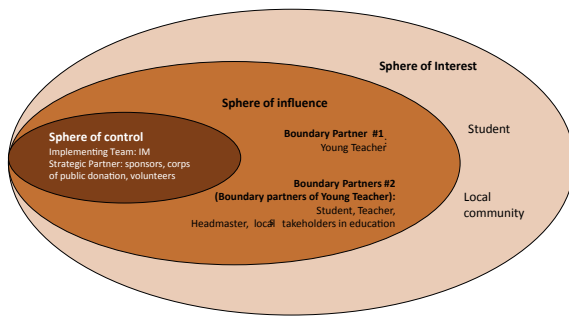 Sphere of Interest
Sphere of influence
Sphere of control
Implementing Team: IM
Strategic Partner: sponsors, corps
of public donation, volunteers
Boundary Partner #1:
Young Teacher
Boundary Partners #2
(Boundary partners of Young Teacher):
Student, Teacher,
Headmaster, local takeholders in education
Student
Local
community